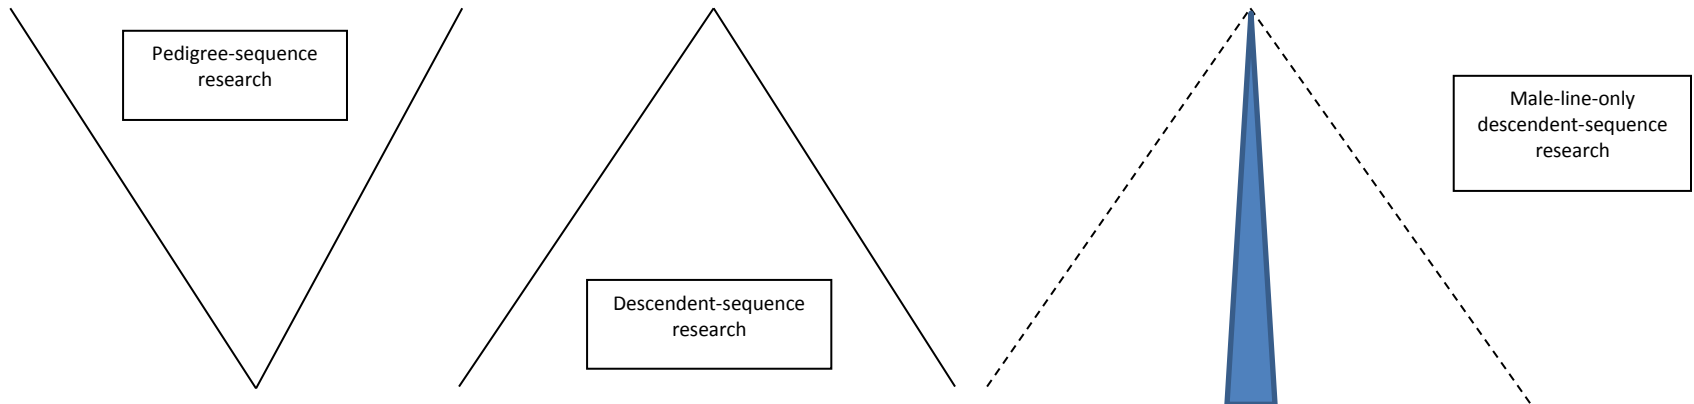 Pedigree-sequence
research
Descendent-sequence
research
Male-line-only
descendent-sequence
research